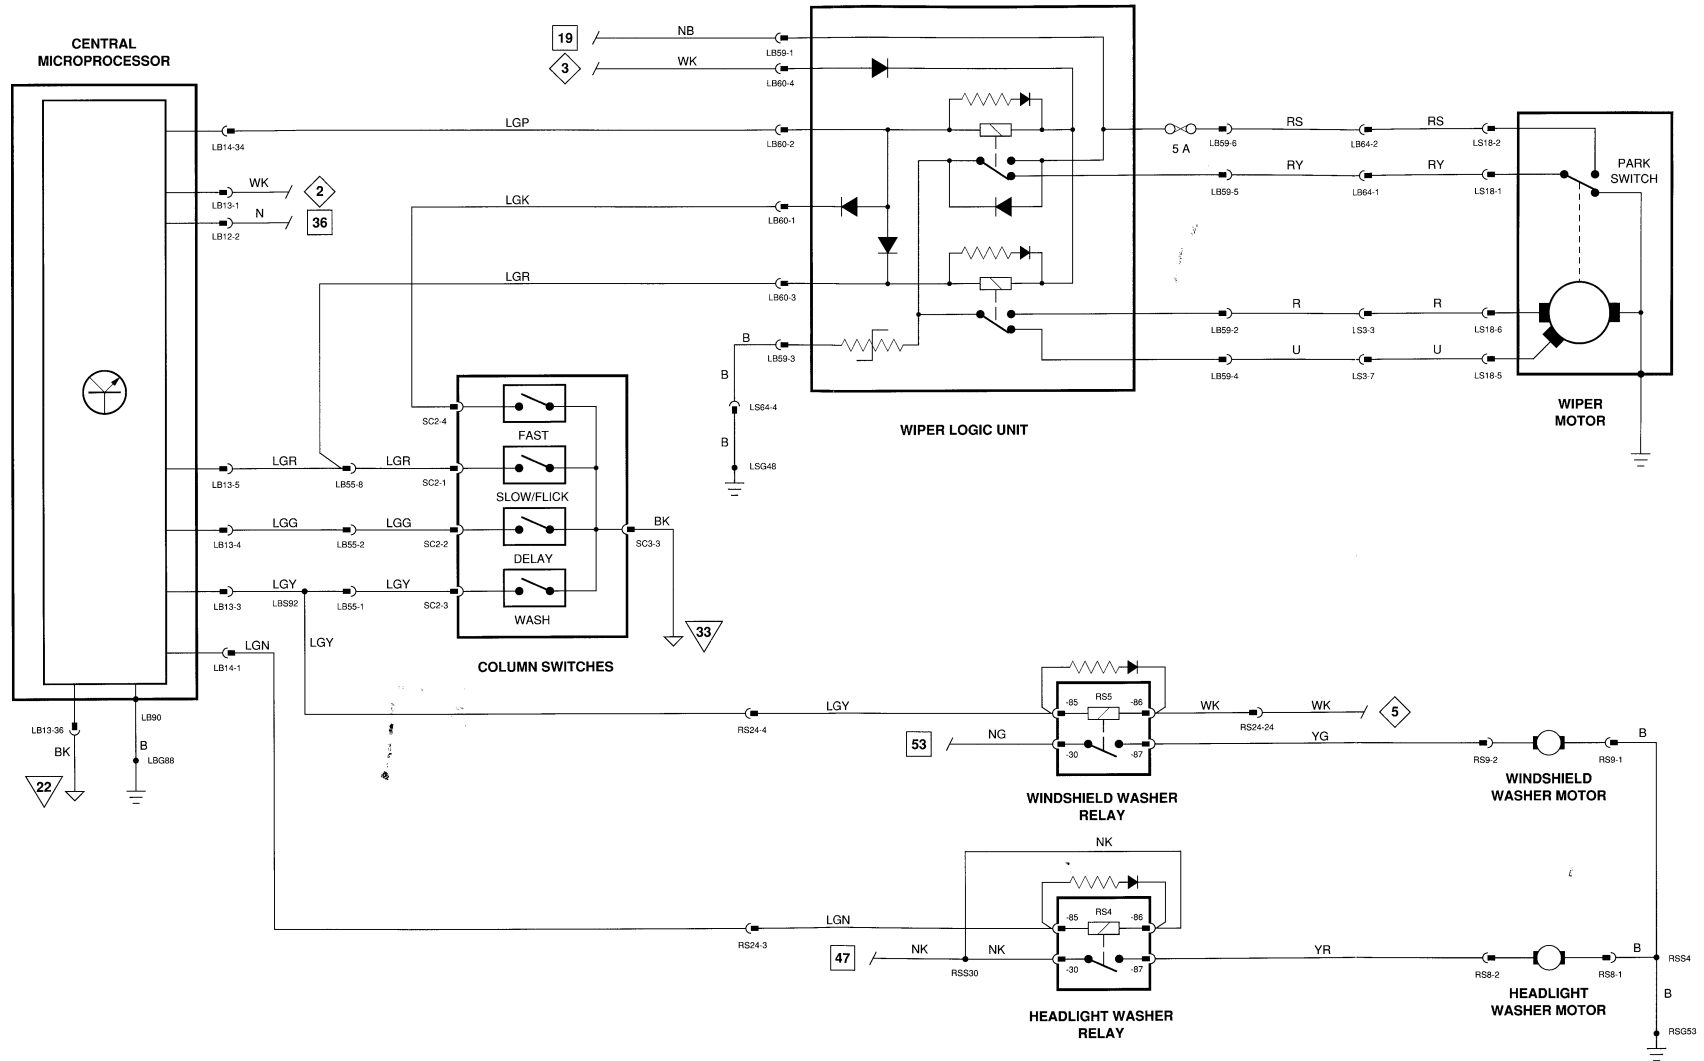 CENTRAL
MICROPROCESSOR
19
NB
LB59-1
3
WK
LB60-4
LGP
LB14-34
LB60-2
5 A
LB59-6
RS
LB64-2
RS
LS18-2
PARK
SWITCH
RY
LB59-5
LB64-1
RY
LS18-1
WK
LB13-1
2
N
LB12-2
36
LGK
LB60-1
LGR
LB60-3
R
LB59-2
LS3-3
R
LS18-6
B
LB59-3
U
LB59-4
LS3-7
U
LS18-5
B
LS64-4
B
LSG48
WIPER LOGIC UNIT
WIPER
MOTOR
SC2-4
FAST
LGR
LB13-5
LB55-8
LGR
SC2-1
SLOW/FLICK
LGG
LB13-4
LB55-2
LGG
SC2-2
DELAY
BK
SC3-3
LGY
LB13-3
LBS92
LB55-1
LGY
SC2-3
WASH
33
LGY
LGN
LB14-1
COLUMN SWITCHES
LB13-36
BK
22
LB90
B
LBG88
RS24-4
LGY
-85
RS5
-86
WK
RS24-24
WK
5
53
NG
-30
-87
YG
RS9-2
RS9-1
B
WINDSHIELD WASHER
RELAY
WINDSHIELD
WASHER MOTOR
NK
RS24-3
LGN
-85
RS4
-86
47
NK
RSS30
NK
-30
-87
YR
RS8-2
RS8-1
B
RSS4
HEADLIGHT WASHER
RELAY
HEADLIGHT
WASHER MOTOR
B
RSG53